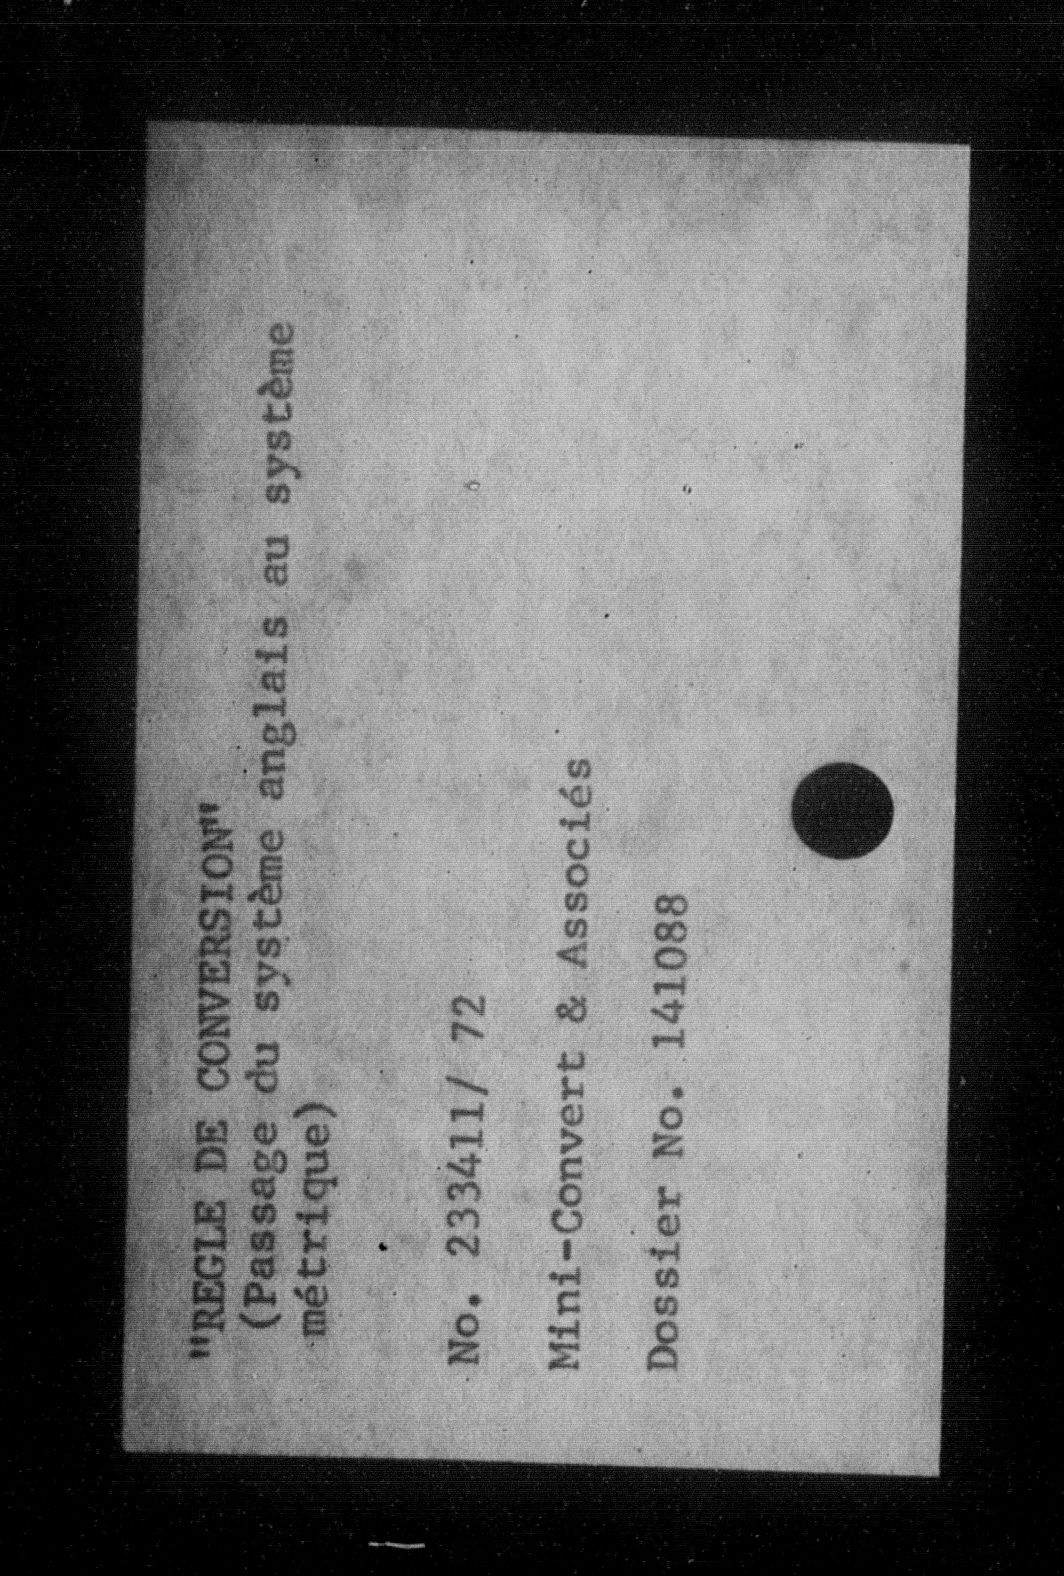 "REGLE DE CONVERSION"
(Passage du système anglais au système
métrique)
No. 233411/ 72
Mini-Convert & Associés
Dossier No. 141088